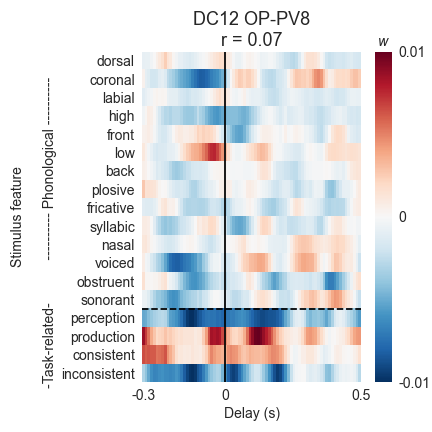 DC12 OP-PV8
r = 0.07
w
dorsal
coronal
labial
high
front
low
back
plosive
fricative
syllabic
nasal
voiced
obstruent
sonorant
perception
production
consistent
inconsistent
Stimulus feature
----------- Phonological -----------
-Task-related-
0.01
0
-0.01
-0.3 0 0.5
Delay (s)